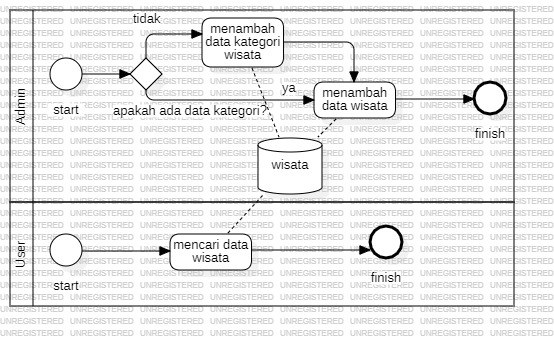 tidak
menambah
data kategori
wisata
ya
menambah
data wisata
apakah ada data kategori?
start
finish
Admin
wisata
mencari data
wisata
start
finish
User
UNREGISTERED